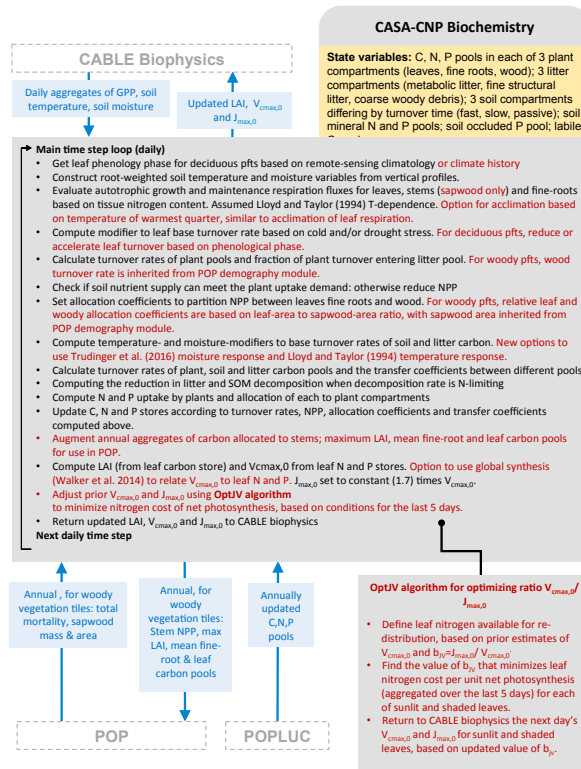 CASA-CNP Biochemistry
State variables: C, N, P pools in each of 3 plant
compartments (leaves, fine roots, wood); 3 litter
compartments (metabolic litter, fine structural
litter, coarse woody debris); 3 soil compartments
differing by turnover time (fast, slow, passive); soil
mineral N and P pools; soil occluded P pool; labile
CABLE Biophysics
Daily aggregates of GPP, soil
temperature, soil moisture
Updated LAI, Vcmax,0
and Jmax,0
Main time step loop (daily)
• Get leaf phenology phase for deciduous pfts based on remote-sensing climatology or climate history
• Construct root-weighted soil temperature and moisture variables from vertical profiles.
• Evaluate autrophic growth and maintenance respiration fluxes for leaves, stems (sapwood only) and fine-roots
based on tissue nitrogen content. Assumed Lloyd and Taylor (1994) T-dependence. Option for acclimation based
on temperature of warmest quarter, similar to acclimation of leaf respiration.
• Compute modifier to leaf base turnover rate based on cold and/or drought stress. For deciduous pfts, reduce or
accelerate leaf turnover based on phenological phase.
• Calculate turnover rates of plant pools and fraction of plant turnover entering litter pool. For woody pfts, wood
turnover rate is inherited from POP demography module.
• Check if soil nutrient supply can meet the plant uptake demand: otherwise reduce NPP
• Set allocation coefficients to partition NPP between leaves fine roots and wood. For woody pfts, relative leaf and
woody allocation coefficients are based on leaf-area to sapwood-area ratio, with sapwood area inherited from
POP demography module.
• Compute temperature- and moisture-modifiers to base turnover rates of soil and litter carbon. New options to
use Trudinger et al. (2016) moisture response and Lloyd and Taylor (1994) temperature response.
• Calculate turnover rates of plant, soil and litter carbon pools and the transfer coefficients between different pools
• Computing the reduction in litter and SOM decomposition when decomposition rate is N-limiting
• Compute N and P uptake by plants and allocation of each to plant compartments
• Update C, N, P stores according to turnover rates, NPP, allocation coefficients and transfer coefficients
computed above.
• Augment annual aggregates of carbon allocated to stems; maximum LAI, mean fine-root and leaf carbon pools
for use in POP.
• Compute LAI (from leaf carbon store) and Vcmax,0 from leaf N and P stores. Option to use global synthesis
(Walker et al. 2014) to relate Vcmax,0 to leaf N and P. Jmax,0 set to constant (1.7) times Vcmax,0.
• Adjust prior Vcmax,0 and Jmax,0 using OptJV algorithm
to minimize nitrogen cost of net photosynthesis, based on conditions for the last 5 days.
• Return updated LAI, Vcmax,0 and Jmax,0 to CABLE biophysics
Next daily time step
Annual , for woody
vegetation tiles: total
mortality, sapwood
mass & area
Annual, for
woody
vegetation tiles:
Stem NPP, max
LAI, mean fine-
root & leaf
carbon pools
Annually
updated
C,N,P
pools
POP
POPLUC
OptJV algorithm for optimizing ratio Vcmax,0/
Jmax,0
• Define leaf nitrogen available for re-
distribution, based on prior estimates of
Vcmax,0 and bJV=Jmax,0/ Vcmax,0.
• Find the value of bJV that minimizes leaf
nitrogen cost per unit net photosynthesis
(aggregated over the last 5 days) for each
of sunlit and shaded leaves.
• Return to CABLE biophysics the next day's
Vcmax,0 and Jmax,0 for sunlit and shaded
leaves, based on updated value of bjv.